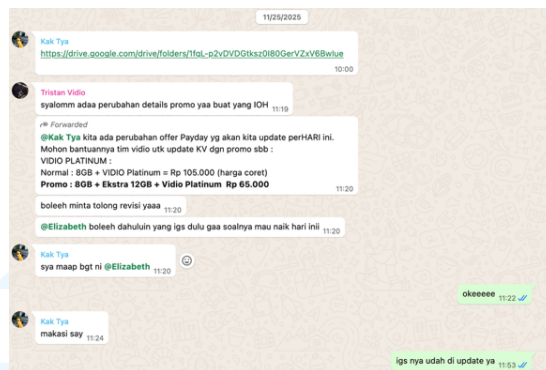 11/25/2025
Kak Tya
https://drive.google.com/drive/folders/1fqL-p2vDVDGtksz0I80GerVZxV6BwIue
10:00
Tristan Vidio
syalomm adaa perubahan details promo yaa buat yang IOH 11:19
Forwarded
@Kak Tya kita ada perubahan offer Payday yg akan kita update perHARI ini.
Mohon bantuannya tim vidio utk update KV dgn promo sbb :
VIDIO PLATINUM :
Normal : 8GB + VIDIO Platinum = Rp 105.000 (harga coret)
Promo : 8GB + Ekstra 12GB + Vidio Platinum Rp 65.000
11:20
boleeh minta tolong revisi yaaa 11:20
@Elizabeth boleeh dahuluin yang igs dulu gaa soalnya mau naik hari inii 11:20
Kak Tya
sya maap bgt ni @Elizabeth 11:20
okeeeee 11:22
Kak Tya
makasi say 11:24
igs nya udah di update ya 11:53